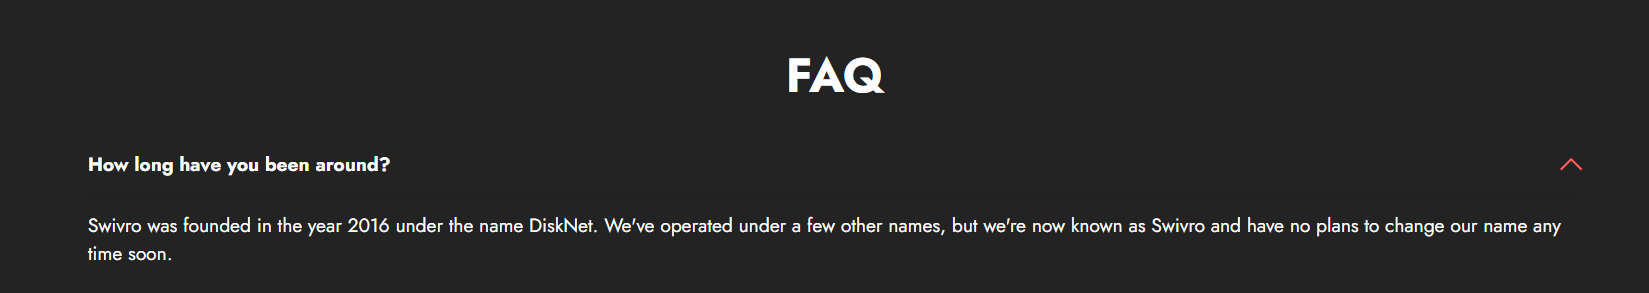 FAQ
How long have you been around?
Swivro was founded in the year 2016 under the name DiskNet. We've operated under a few other names, but we're now known as Swivro and have no plans to change our name any
time soon.